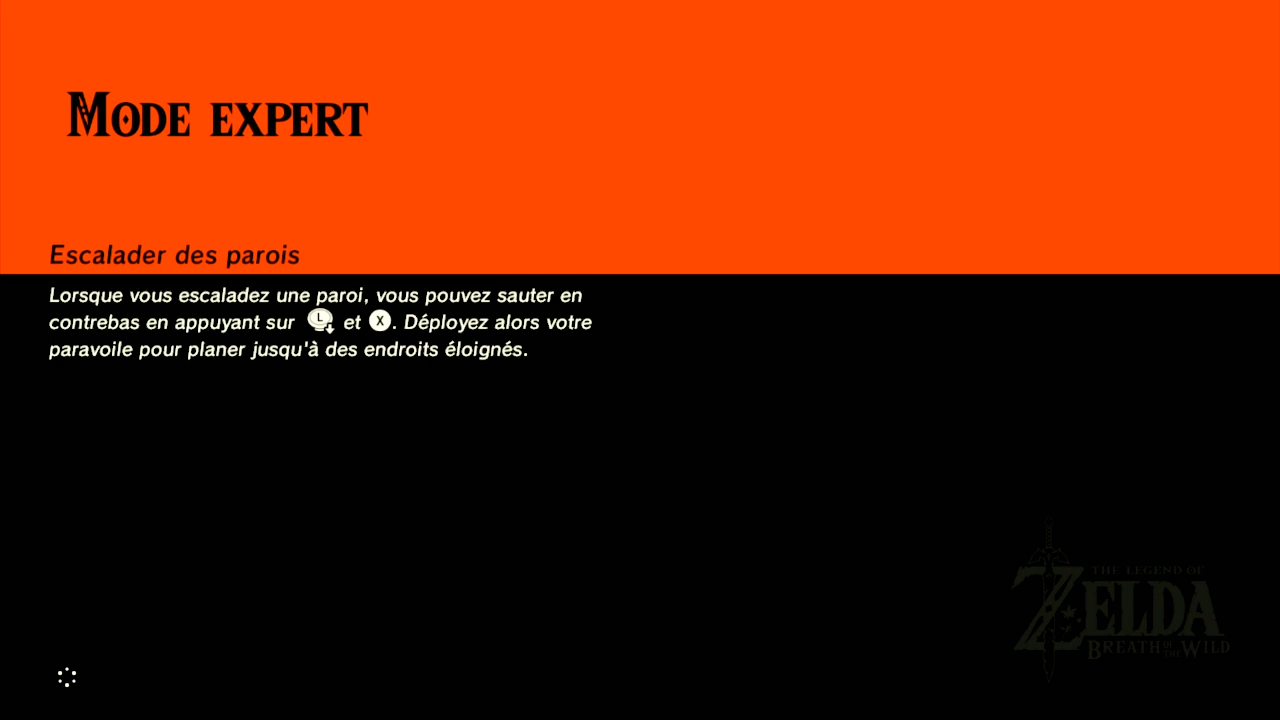 Mode expert
Escalader des parois
Lorsque vous escaladez une paroi, vous pouvez sauter en
contrebas en appuyant sur L et X. Déployez alors votre
paravoile pour planer jusqu'à des endroits éloignés.
THE LEGEND OF
ZELDA
BREATH OF THE WILD